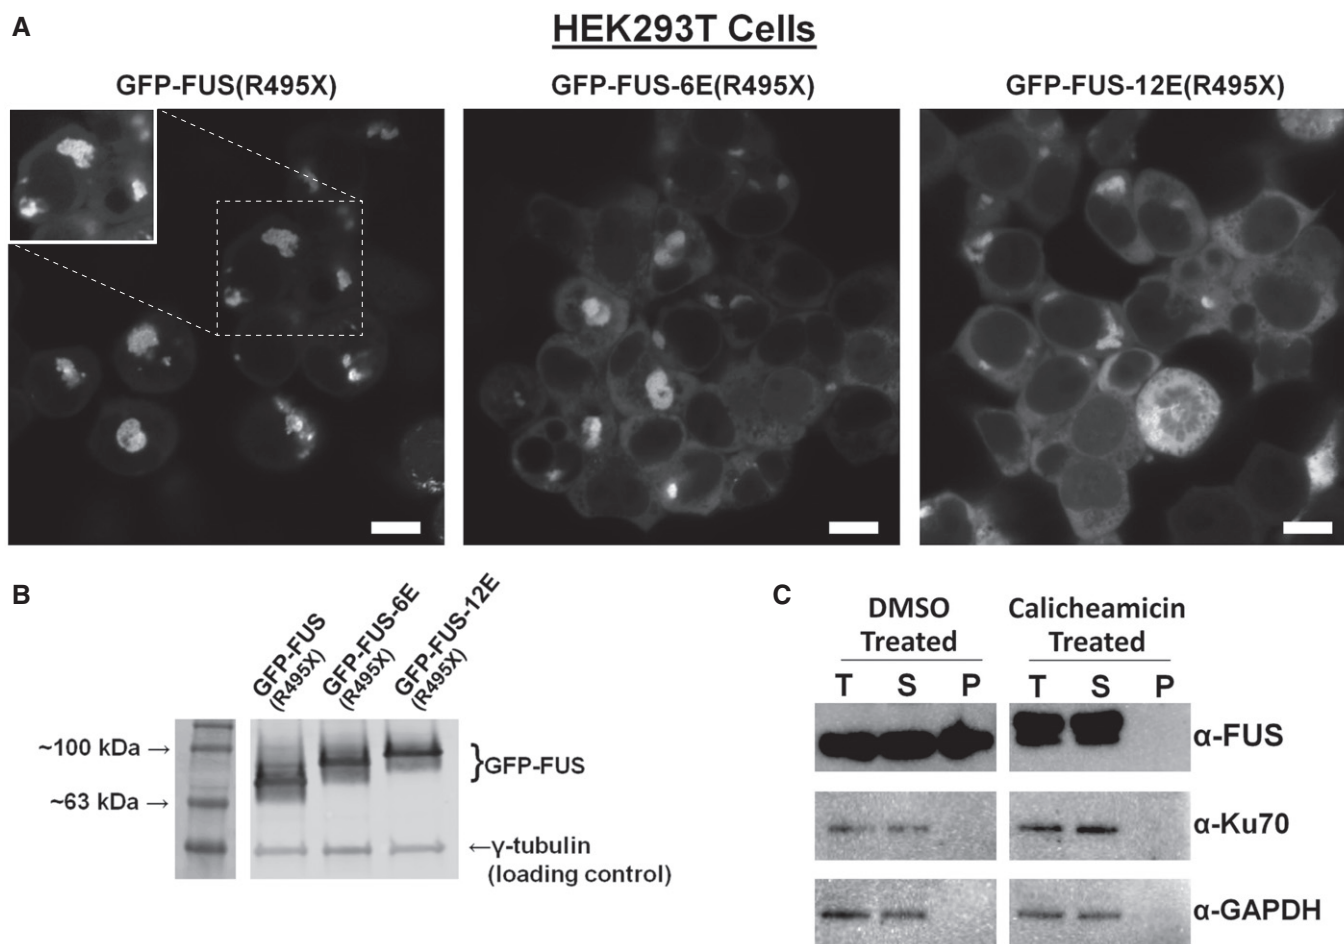 A
HEK293T Cells
GFP-FUS(R495X)
GFP-FUS-6E(R495X)
GFP-FUS-12E(R495X)
B
GFP-FUS
(R495X)
GFP-FUS-6E
(R495X)
GFP-FUS-12E
(R495X)
~100 kDa →
~63 kDa →
}GFP-FUS
←γ-tubulin
(loading control)
C
DMSO
Treated
Calicheamicin
Treated
T S P T S P
α-FUS
α-Ku70
α-GAPDH